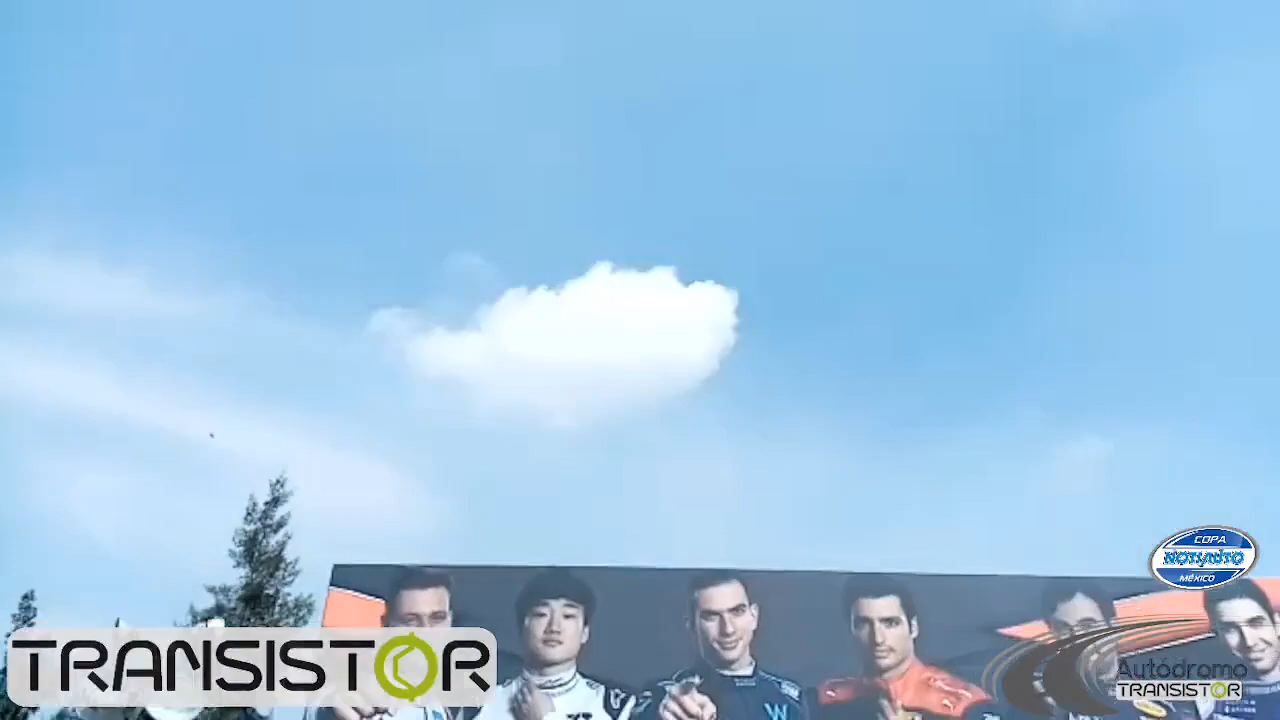 COPA
NOTIAUTO
MÉXICO
TRANSISTOR
Autódromo
TRANSISTOR
W